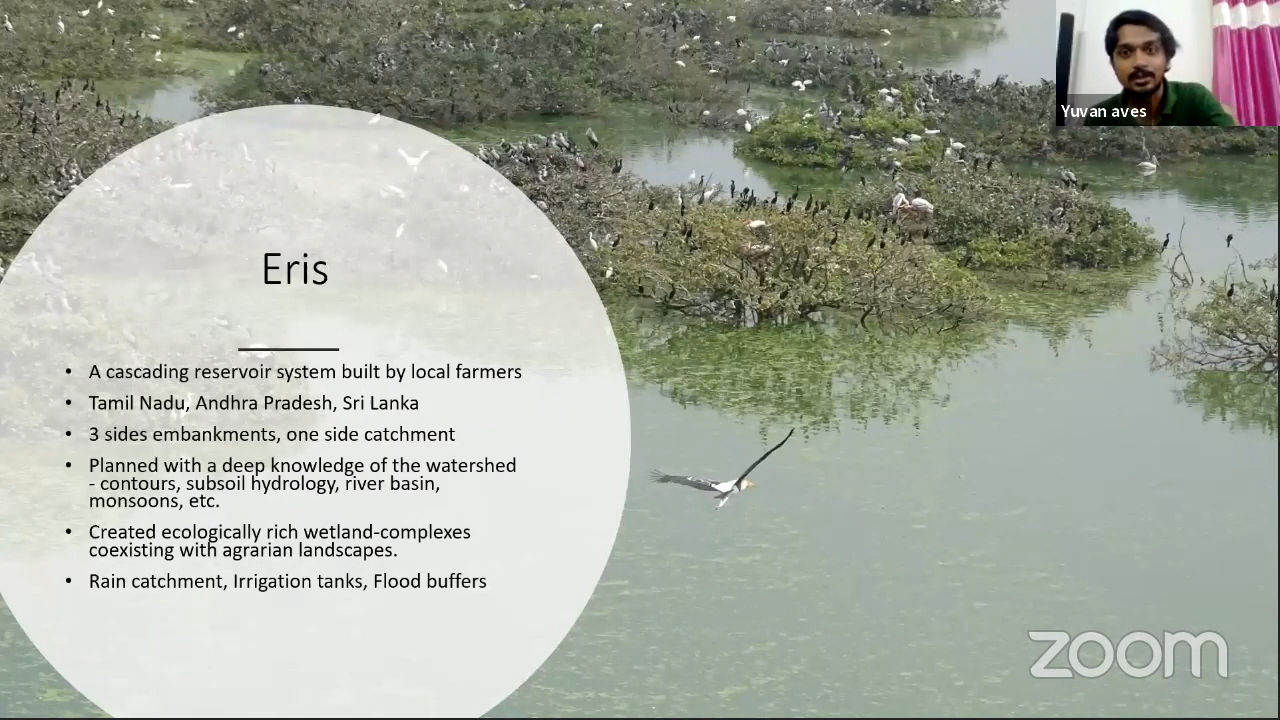 Yuvan aves
Eris
• A cascading reservoir system built by local farmers
• Tamil Nadu, Andhra Pradesh, Sri Lanka
• 3 sides embankments, one side catchment
• Planned with a deep knowledge of the watershed
- contours, subsoil hydrology, river basin,
monsoons, etc.
• Created ecologically rich wetland-complexes
coexisting with agrarian landscapes.
• Rain catchment, Irrigation tanks, Flood buffers
zoom